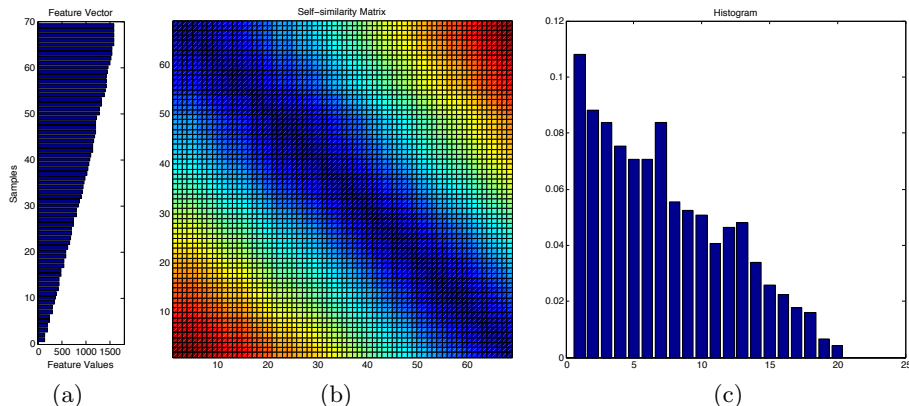 Feature Vector
70
60
50
40
30
20
10
0
Samples
0 500 1000 1500
Feature Values
(a)
Self-similarity Matrix
60
50
40
30
20
10
10 20 30 40 50 60
(b)
Histogram
0.12
0.1
0.08
0.06
0.04
0.02
0
0 5 10 15 20 25
(c)